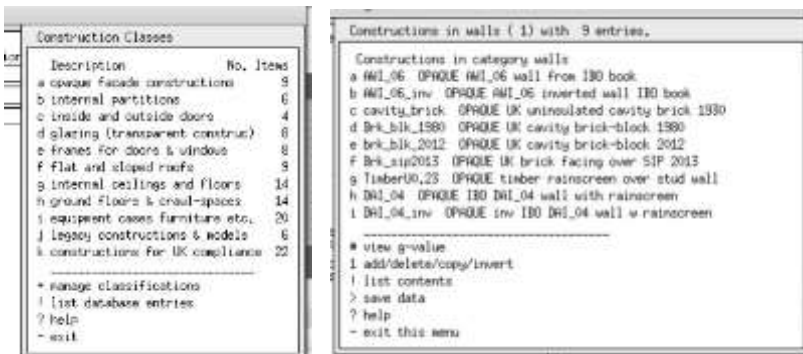 Construction Classes
Description No. Items
a opaque facade constructions 9
b internal partitions 6
c inside and outside doors 4
d glazing (transparent construc) 8
e frames for doors & windows 8
f flat and sloped roofs 9
g internal ceilings and floors 14
h ground floors & crawl-spaces 14
i equipment cases furniture etc. 20
j legacy constructions & models 6
k constructions for UK compliance 22
+ manage classifications
! list database entries
? help
- exit
Constructions in walls ( 1) with 9 entries.
Constructions in category walls
a AWI_06 OPAQUE AWI_06 wall from IBO book
b AWI_06_inv OPAQUE AWI_06 inverted wall IBO book
c cavity_brick OPAQUE UK uninsulated cavity brick 1930
d Brk_blk_1980 OPAQUE UK cavity brick-block 1980
e brk_blk_2012 OPAQUE UK cavity brick-block 2012
f Brk_sip2013 OPAQUE UK brick facing over SIP 2013
g TimberU0.23 OPAQUE timber rainscreen over stud wall
h DAI_04 OPAQUE IBO DAI_04 wall with rainscreen
i DAI_04_inv OPAQUE inv IBO DAI_04 wall w rainscreen
# view g-value
1 add/delete/copy/invert
! list contents
> save data
? help
- exit this menu